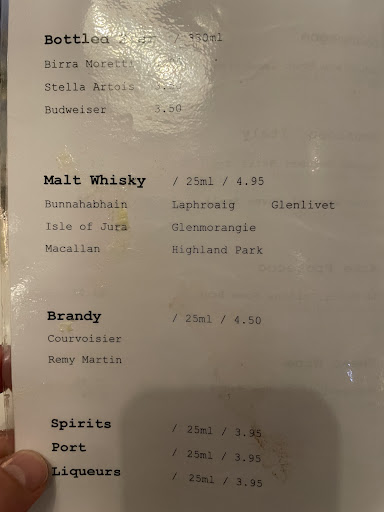 Bottled Beer / 330ml
Birra Moretti
Stella Artois
Budweiser 3.50
Malt Whisky / 25ml / 4.95
Bunnahabhain Laphroaig Glenlivet
Isle of Jura Glenmorangie
Macallan Highland Park
Brandy / 25ml / 4.50
Courvoisier
Remy Martin
Spirits / 25ml / 3.95
Port / 25ml / 3.95
Liqueurs / 25ml / 3.95